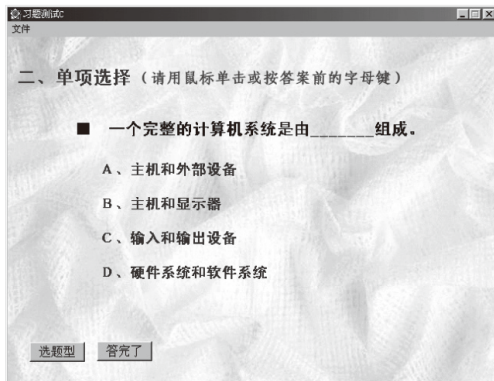 习题测试C
文件
二、单项选择（请用鼠标单击或按答案前的字母键）
■ 一个完整的计算机系统是由_______组成。
A、主机和外部设备
B、主机和显示器
C、输入和输出设备
D、硬件系统和软件系统
选题型 答完了